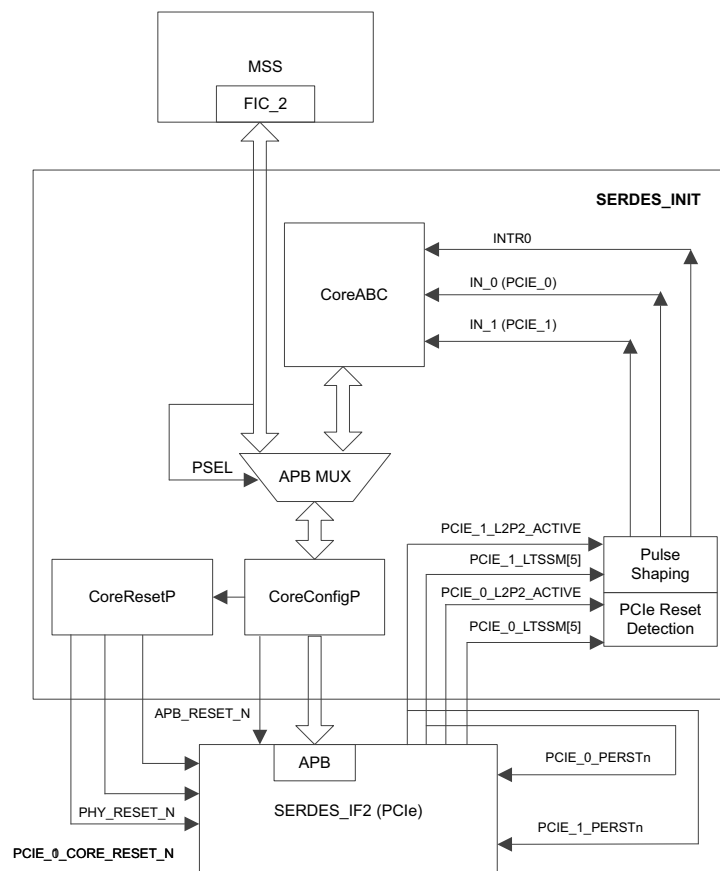 MSS
FIC_2
SERDES_INIT
INTR0
CoreABC
IN_0 (PCIE_0)
IN_1 (PCIE_1)
PSEL
APB MUX
PCIE_1_L2P2_ACTIVE
PCIE_1_LTSSM[5]
PCIE_0_L2P2_ACTIVE
PCIE_0_LTSSM[5]
Pulse
Shaping
PCIe Reset
Detection
CoreResetP
CoreConfigP
APB_RESET_N
APB
PCIE_0_PERSTn
SERDES_IF2 (PCIe)
PHY_RESET_N
PCIE_1_PERSTn